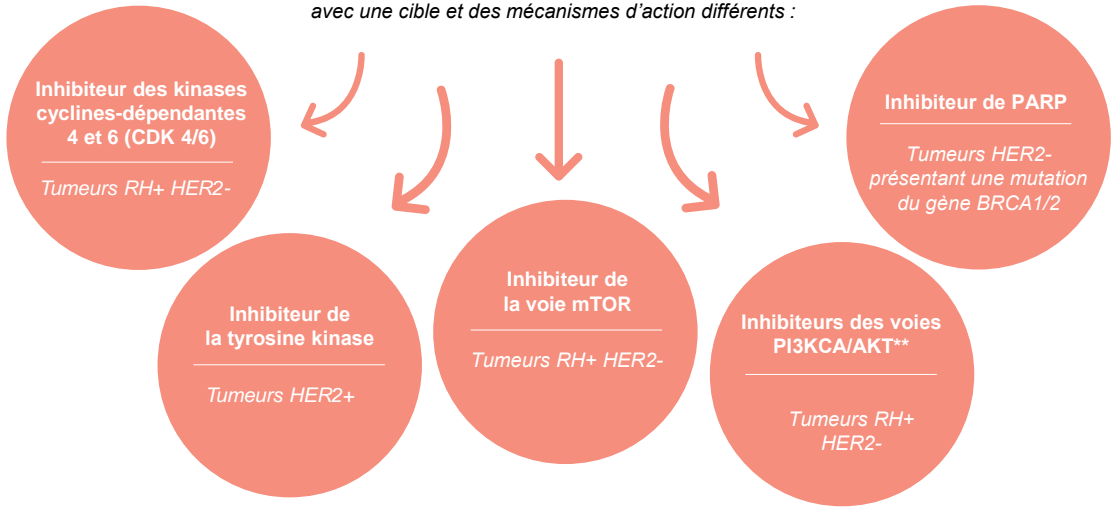 avec une cible et des mécanismes d’action différents :
Inhibiteur des kinases
cyclines-dépendantes
4 et 6 (CDK 4/6)
Tumeurs RH+ HER2-
Inhibiteur de
la tyrosine kinase
Tumeurs HER2+
Inhibiteur de
la voie mTOR
Tumeurs RH+ HER2-
Inhibiteurs des voies
PI3KCA/AKT**
Tumeurs RH+
HER2-
Inhibiteur de PARP
Tumeurs HER2-
présentant une mutation
du gène BRCA1/2